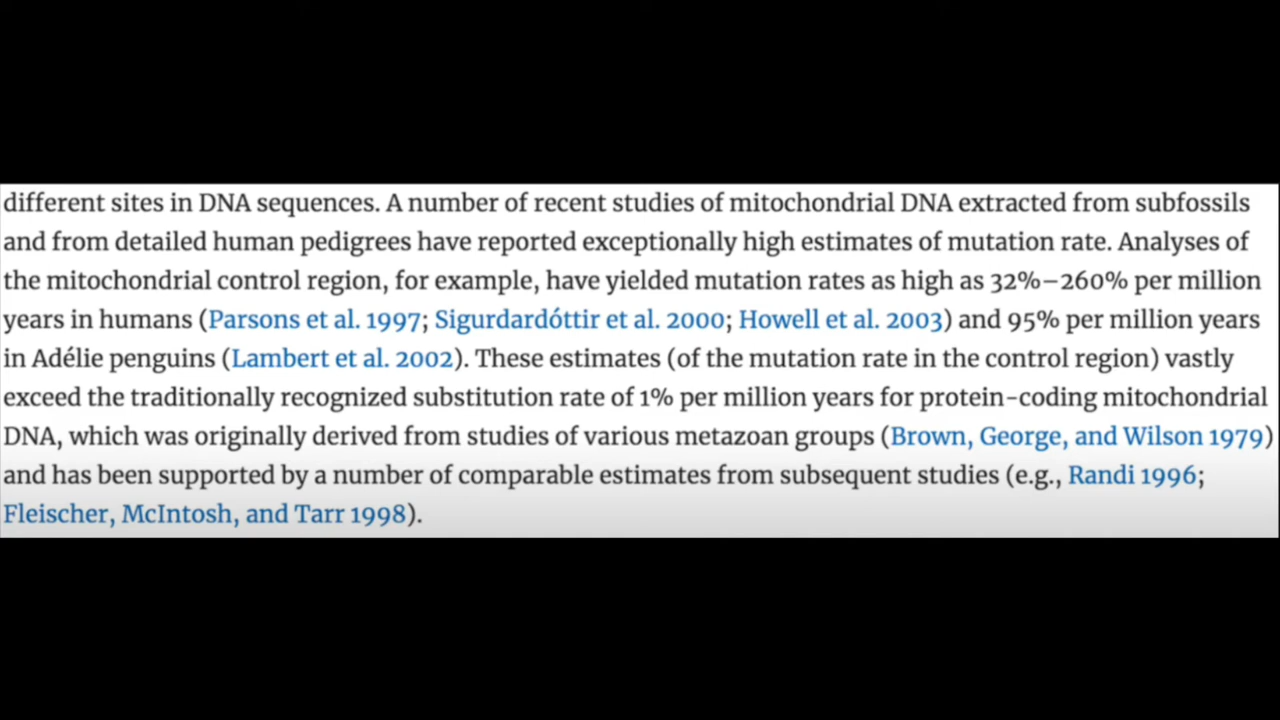 different sites in DNA sequences. A number of recent studies of mitochondrial DNA extracted from subfossils
and from detailed human pedigrees have reported exceptionally high estimates of mutation rate. Analyses of
the mitochondrial control region, for example, have yielded mutation rates as high as 32%–260% per million
years in humans (Parsons et al. 1997; Sigurdardóttir et al. 2000; Howell et al. 2003) and 95% per million years
in Adélie penguins (Lambert et al. 2002). These estimates (of the mutation rate in the control region) vastly
exceed the traditionally recognized substitution rate of 1% per million years for protein-coding mitochondrial
DNA, which was originally derived from studies of various metazoan groups (Brown, George, and Wilson 1979)
and has been supported by a number of comparable estimates from subsequent studies (e.g., Randi 1996;
Fleischer, McIntosh, and Tarr 1998).